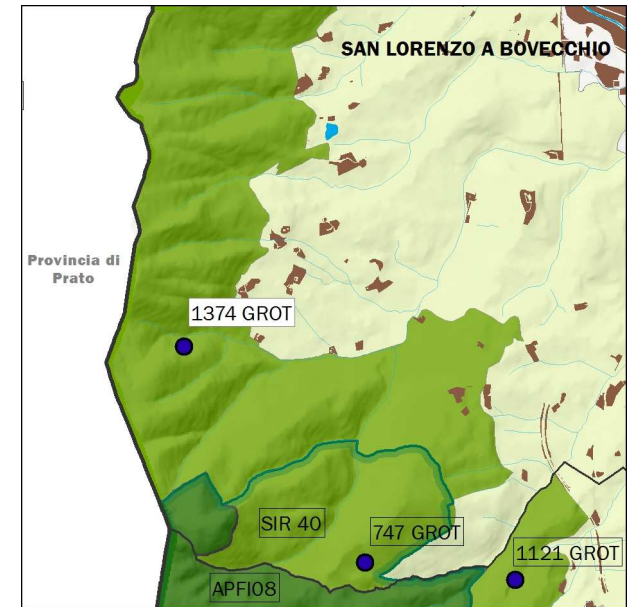 SAN LORENZO A BOVECCHIO
Provincia di
Prato
1374 GROT
SIR 40
747 GROT
1121 GROT
APFI08